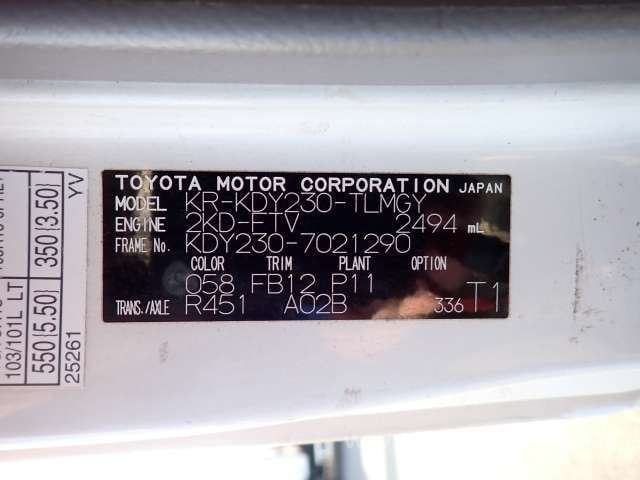 TOYOTA MOTOR CORPORATION JAPAN
MODEL KR-KDY230-TLMGY
ENGINE 2KD-FTV 2494 mL
FRAME No. KDY230-7021290
COLOR TRIM PLANT OPTION
058 FB12 P11
TRANS./AXLE R451 A02B 336 T1
103/101L LT
550(5.50) 350(3.50)
25261 YV